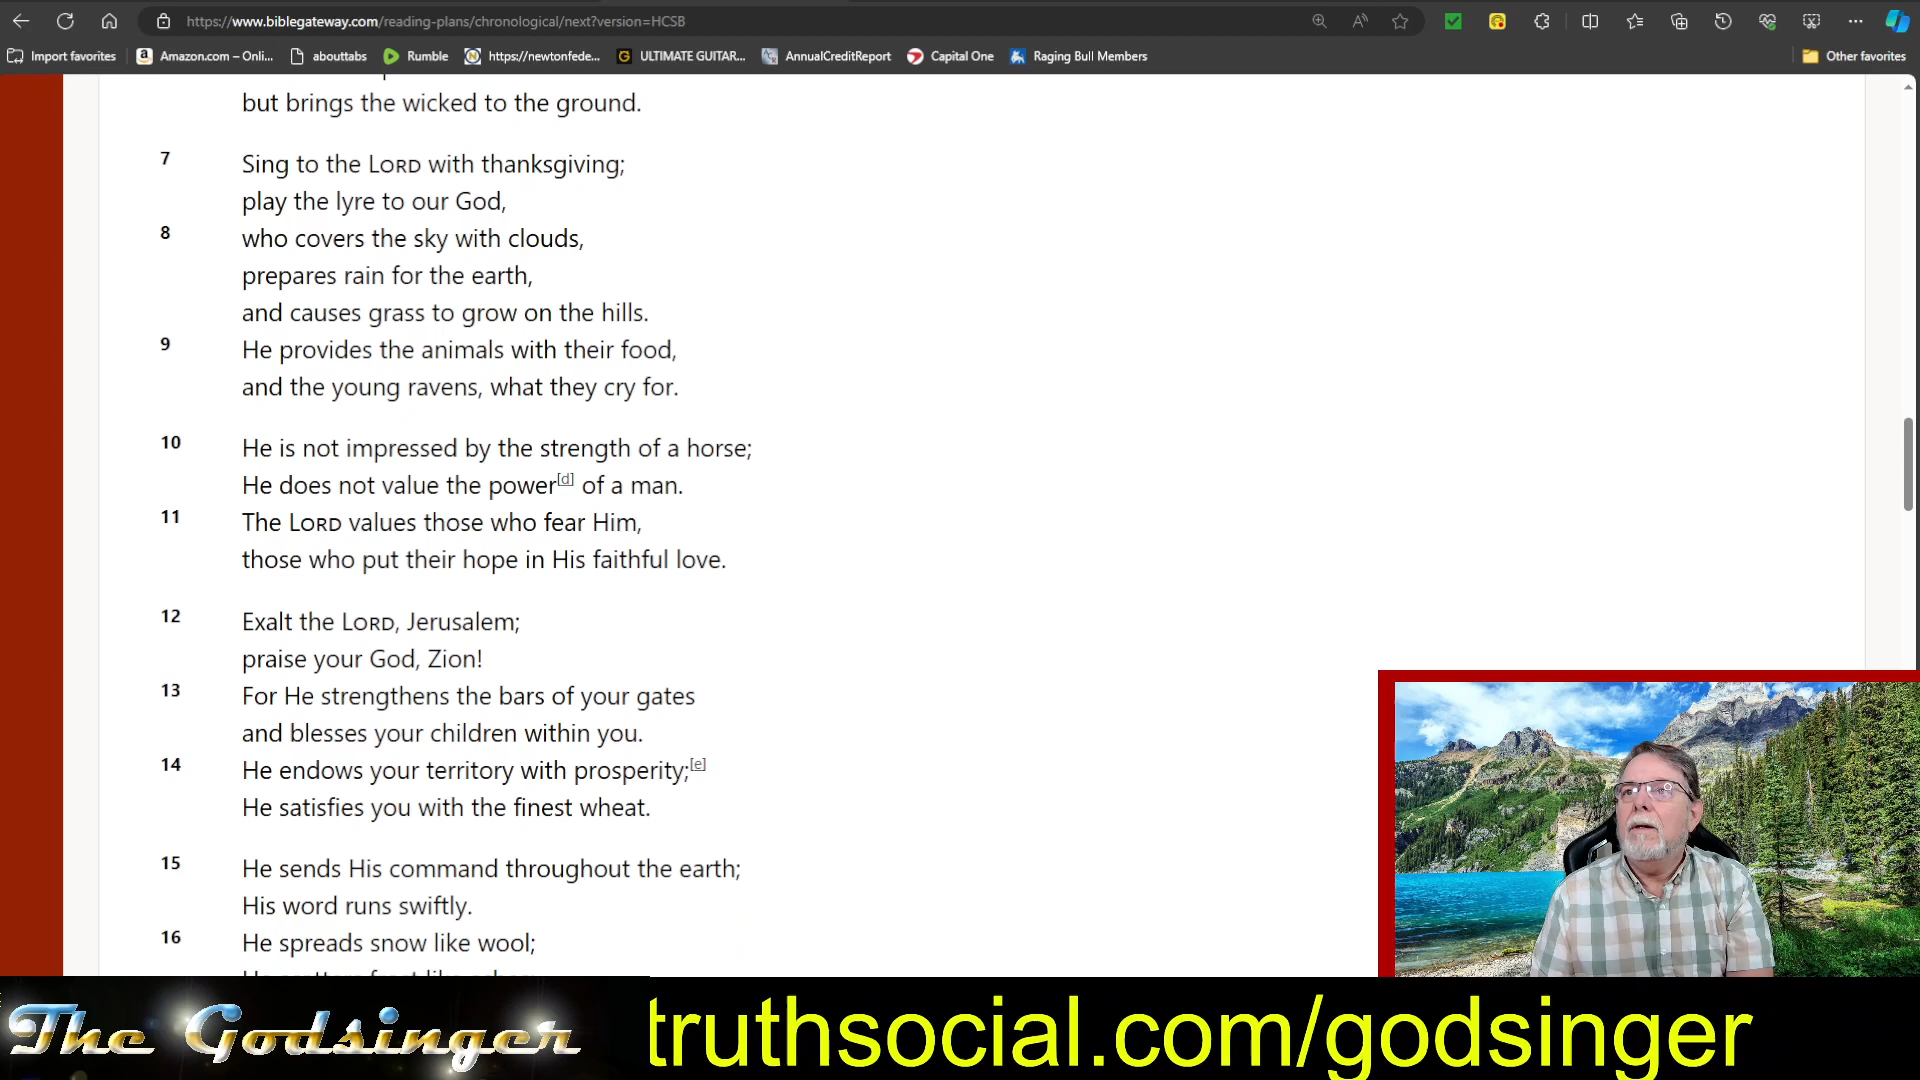 https://www.biblegateway.com/reading-plans/chronological/next?version=HCSB
Import favorites
Amazon.com – Onli...
abouttabs
Rumble
https://newtonfede...
ULTIMATE GUITAR...
AnnualCreditReport
Capital One
Raging Bull Members
Other favorites
but brings the wicked to the ground.
7 Sing to the LORD with thanksgiving;
play the lyre to our God,
8 who covers the sky with clouds,
prepares rain for the earth,
and causes grass to grow on the hills.
9 He provides the animals with their food,
and the young ravens, what they cry for.
10 He is not impressed by the strength of a horse;
He does not value the power[d] of a man.
11 The LORD values those who fear Him,
those who put their hope in His faithful love.
12 Exalt the LORD, Jerusalem;
praise your God, Zion!
13 For He strengthens the bars of your gates
and blesses your children within you.
14 He endows your territory with prosperity;[e]
He satisfies you with the finest wheat.
15 He sends His command throughout the earth;
His word runs swiftly.
16 He spreads snow like wool;
The Godsinger
truthsocial.com/godsinger